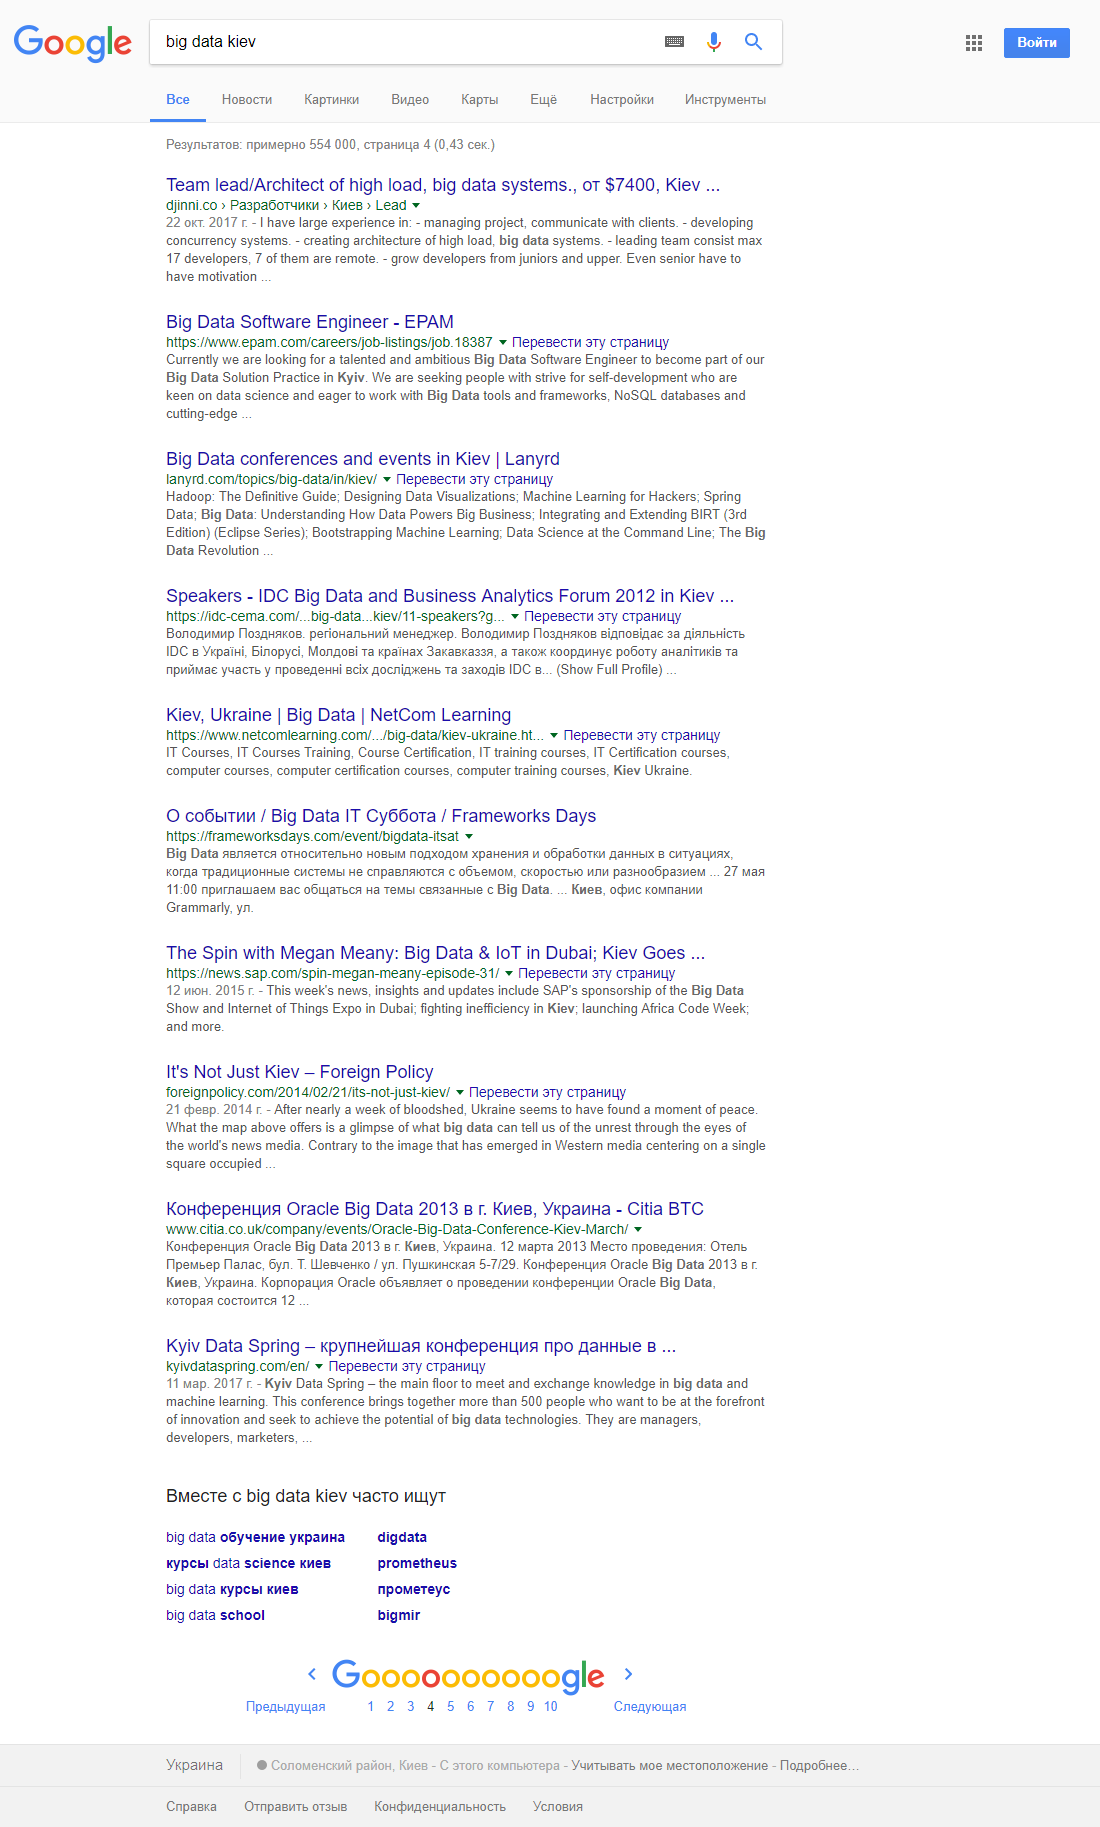 Google
big data kiev
Войти
Все Новости Картинки Видео Карты Ещё Настройки Инструменты
Результатов: примерно 554 000, страница 4 (0,43 сек.)
Team lead/Architect of high load, big data systems., от $7400, Kiev ...
djinni.co › Разработчики › Киев › Lead
22 окт. 2017 г. - I have large experience in: - managing project, communicate with clients. - developing
concurrency systems. - creating architecture of high load, big data systems. - leading team consist max
17 developers, 7 of them are remote. - grow developers from juniors and upper. Even senior have to
have motivation ...
Big Data Software Engineer - EPAM
https://www.epam.com/careers/job-listings/job.18387 Перевести эту страницу
Currently we are looking for a talented and ambitious Big Data Software Engineer to become part of our
Big Data Solution Practice in Kyiv. We are seeking people with strive for self-development who are
keen on data science and eager to work with Big Data tools and frameworks, NoSQL databases and
cutting-edge ...
Big Data conferences and events in Kiev | Lanyrd
lanyrd.com/topics/big-data/in/kiev/ Перевести эту страницу
Hadoop: The Definitive Guide; Designing Data Visualizations; Machine Learning for Hackers; Spring
Data; Big Data: Understanding How Data Powers Big Business; Integrating and Extending BIRT (3rd
Edition) (Eclipse Series); Bootstrapping Machine Learning; Data Science at the Command Line; The Big
Data Revolution ...
Speakers - IDC Big Data and Business Analytics Forum 2012 in Kiev ...
https://idc-cema.com/...big-data...kiev/11-speakers?g... Перевести эту страницу
Володимир Поздняков. регіональний менеджер. Володимир Поздняков відповідає за діяльність
IDC в Україні, Білорусі, Молдові та країнах Закавказзя, а також координує роботу аналітиків та
приймає участь у проведенні всіх досліджень та заходів IDC в... (Show Full Profile) ...
Kiev, Ukraine | Big Data | NetCom Learning
https://www.netcomlearning.com/.../big-data/kiev-ukraine.ht... Перевести эту страницу
IT Courses, IT Courses Training, Course Certification, IT training courses, IT Certification courses,
computer courses, computer certification courses, computer training courses, Kiev Ukraine.
О событии / Big Data IT Суббота / Frameworks Days
https://frameworksdays.com/event/bigdata-itsat
Big Data является относительно новым подходом хранения и обработки данных в ситуациях,
когда традиционные системы не справляются с объемом, скоростью или разнообразием ... 27 мая
11:00 приглашаем вас общаться на темы связанные с Big Data. ... Киев, офис компании
Grammarly, ул.
The Spin with Megan Meany: Big Data & IoT in Dubai; Kiev Goes ...
https://news.sap.com/spin-megan-meany-episode-31/ Перевести эту страницу
12 июн. 2015 г. - This week's news, insights and updates include SAP's sponsorship of the Big Data
Show and Internet of Things Expo in Dubai; fighting inefficiency in Kiev; launching Africa Code Week;
and more.
It's Not Just Kiev – Foreign Policy
foreignpolicy.com/2014/02/21/its-not-just-kiev/ Перевести эту страницу
21 февр. 2014 г. - After nearly a week of bloodshed, Ukraine seems to have found a moment of peace.
What the map above offers is a glimpse of what big data can tell us of the unrest through the eyes of
the world's news media. Contrary to the image that has emerged in Western media centering on a single
square occupied ...
Конференция Oracle Big Data 2013 в г. Киев, Украина - Citia BTC
www.citia.co.uk/company/events/Oracle-Big-Data-Conference-Kiev-March/
Конференция Oracle Big Data 2013 в г. Киев, Украина. 12 марта 2013 Место проведения: Отель
Премьер Палас, бул. Т. Шевченко / ул. Пушкинская 5-7/29. Конференция Oracle Big Data 2013 в г.
Киев, Украина. Корпорация Oracle объявляет о проведении конференции Oracle Big Data,
которая состоится 12 ...
Kyiv Data Spring – крупнейшая конференция про данные в ...
kyivdataspring.com/en/ Перевести эту страницу
11 мар. 2017 г. - Kyiv Data Spring – the main floor to meet and exchange knowledge in big data and
machine learning. This conference brings together more than 500 people who want to be at the forefront
of innovation and seek to achieve the potential of big data technologies. They are managers,
developers, marketers, ...
Вместе с big data kiev часто ищут
big data обучение украина digdata
курсы data science киев prometheus
big data курсы киев прометеус
big data school bigmir
Goooooooooogle
Предыдущая 1 2 3 4 5 6 7 8 9 10 Следующая
Украина Соломенский район, Киев - С этого компьютера - Учитывать мое местоположение - Подробнее...
Справка Отправить отзыв Конфиденциальность Условия